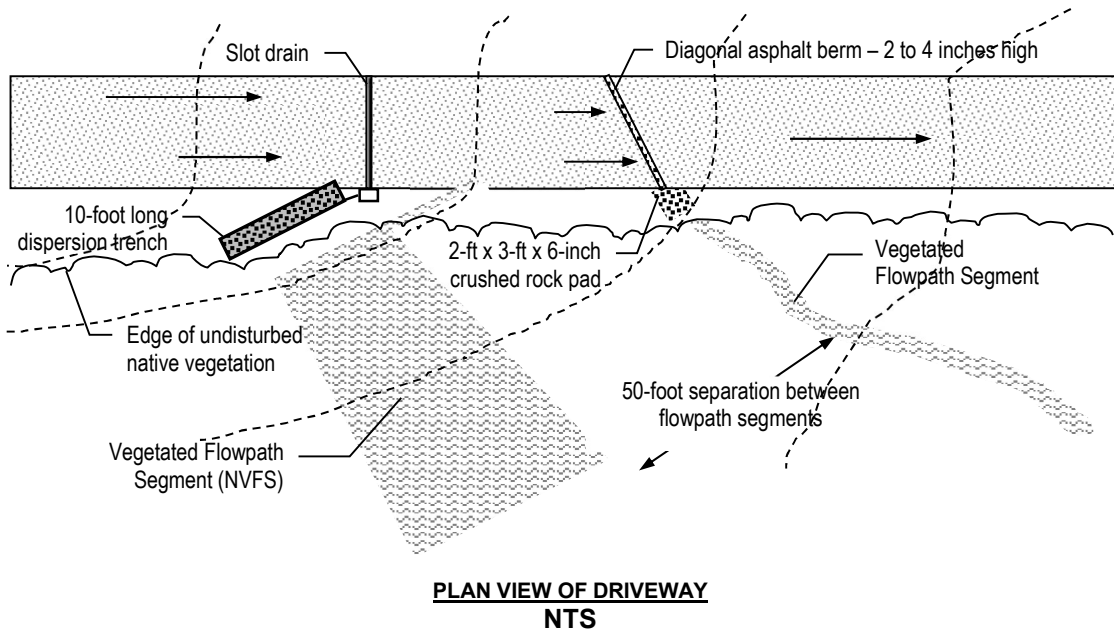 Slot drain
Diagonal asphalt berm – 2 to 4 inches high
10-foot long
dispersion trench
2-ft x 3-ft x 6-inch
crushed rock pad
Vegetated
Flowpath Segment
Edge of undisturbed
native vegetation
50-foot separation between
flowpath segments
Vegetated Flowpath
Segment (NVFS)
PLAN VIEW OF DRIVEWAY
NTS